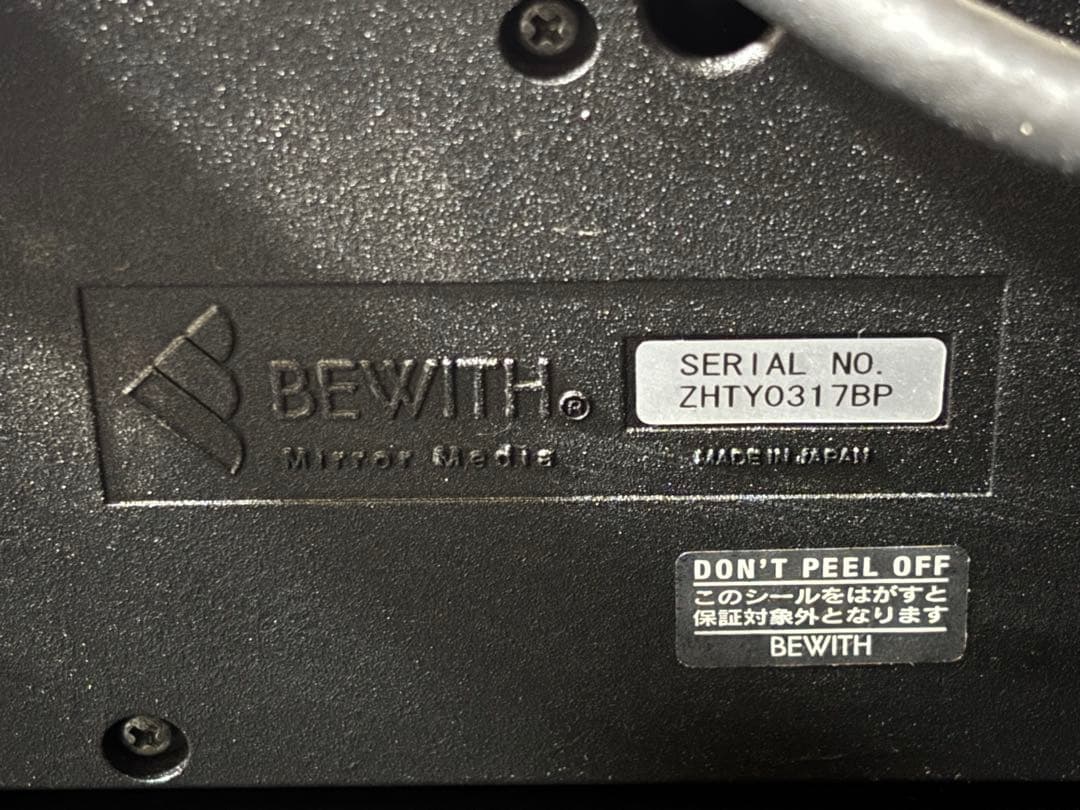 BEWITH®
Mirror Media
SERIAL NO.
ZHTY0317BP
MADE IN JAPAN
DON'T PEEL OFF
このシールをはがすと
保証対象外となります
BEWITH